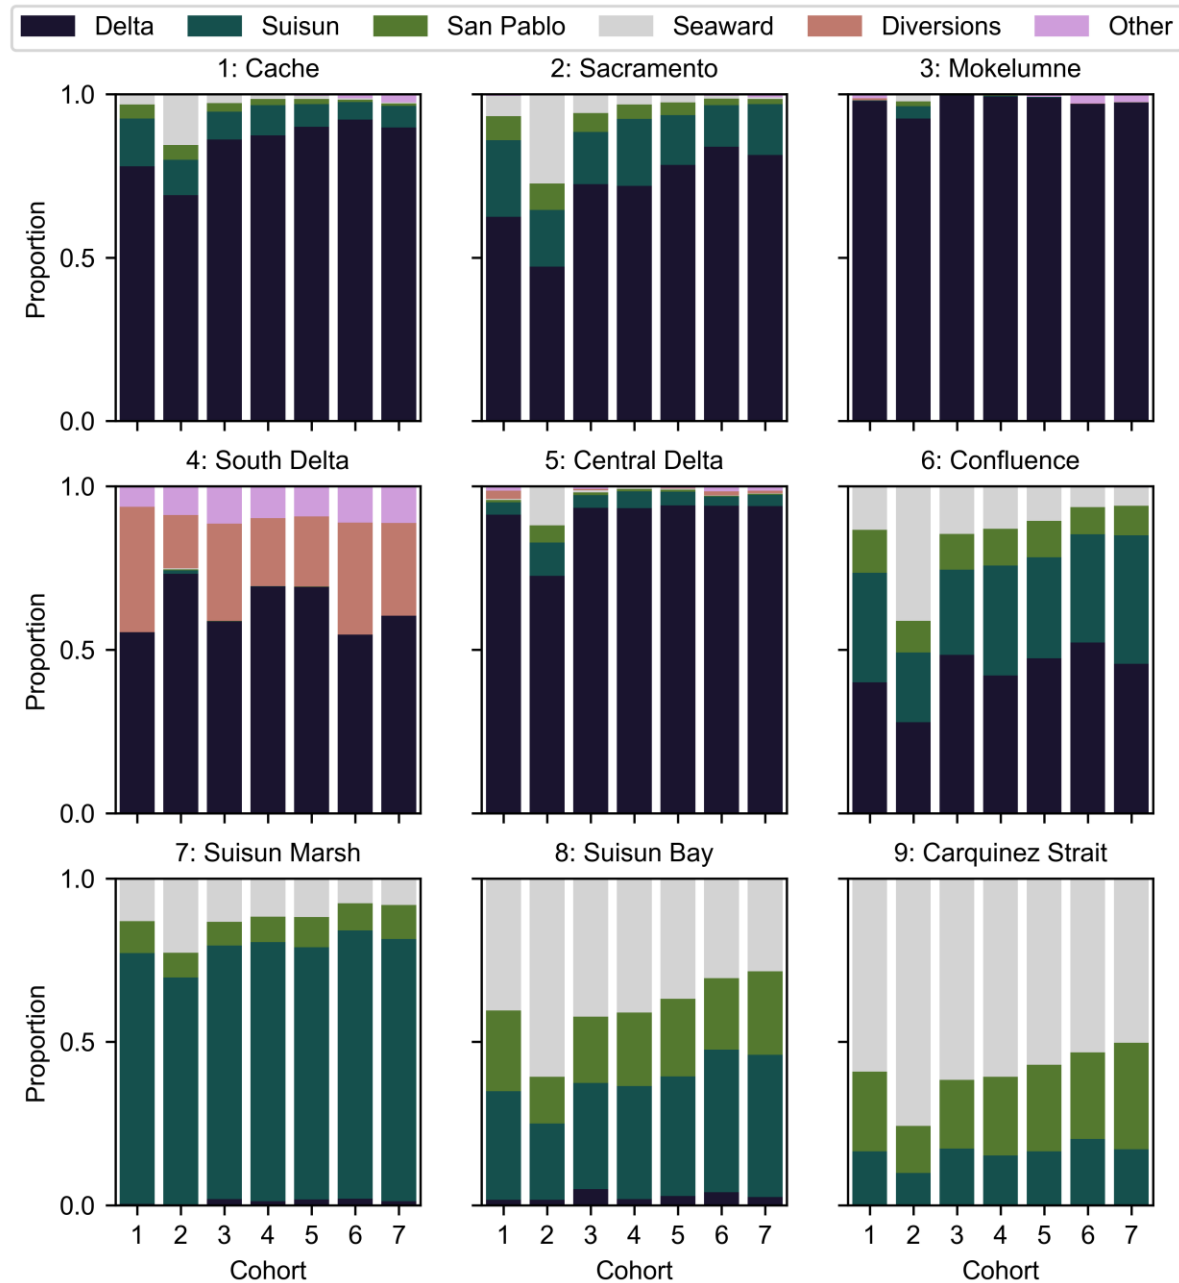 Delta Suisun San Pablo Seaward Diversions Other
1: Cache 2: Sacramento 3: Mokelumne
1.0
Proportion
0.5
0.0
4: South Delta 5: Central Delta 6: Confluence
1.0
Proportion
0.5
0.0
7: Suisun Marsh 8: Suisun Bay 9: Carquinez Strait
1.0
Proportion
0.5
0.0
1 2 3 4 5 6 7 1 2 3 4 5 6 7 1 2 3 4 5 6 7
Cohort Cohort Cohort